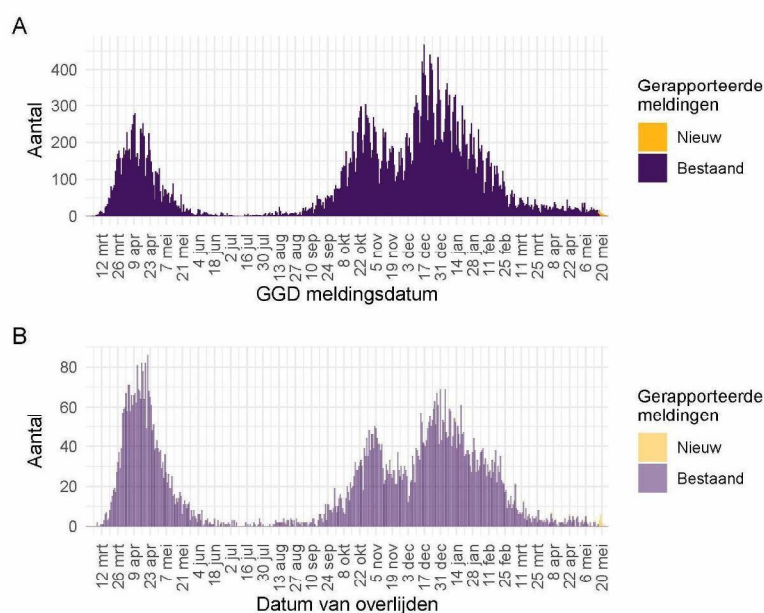 A
Aantal
400
300
200
100
0
12 mrt
26 mrt
9 apr
23 apr
7 mei
21 mei
4 jun
18 jun
2 jul
16 jul
30 jul
13 aug
27 aug
10 sep
24 sep
8 okt
22 okt
5 nov
19 nov
3 dec
17 dec
31 dec
14 jan
28 jan
11 feb
25 feb
11 mrt
25 mrt
8 apr
22 apr
6 mei
20 mei
GGD meldingsdatum
Gerapporteerde
meldingen
Nieuw
Bestaand
B
Aantal
80
60
40
20
0
12 mrt
26 mrt
9 apr
23 apr
7 mei
21 mei
4 jun
18 jun
2 jul
16 jul
30 jul
13 aug
27 aug
10 sep
24 sep
8 okt
22 okt
5 nov
19 nov
3 dec
17 dec
31 dec
14 jan
28 jan
11 feb
25 feb
11 mrt
25 mrt
8 apr
22 apr
6 mei
20 mei
Datum van overlijden
Gerapporteerde
meldingen
Nieuw
Bestaand